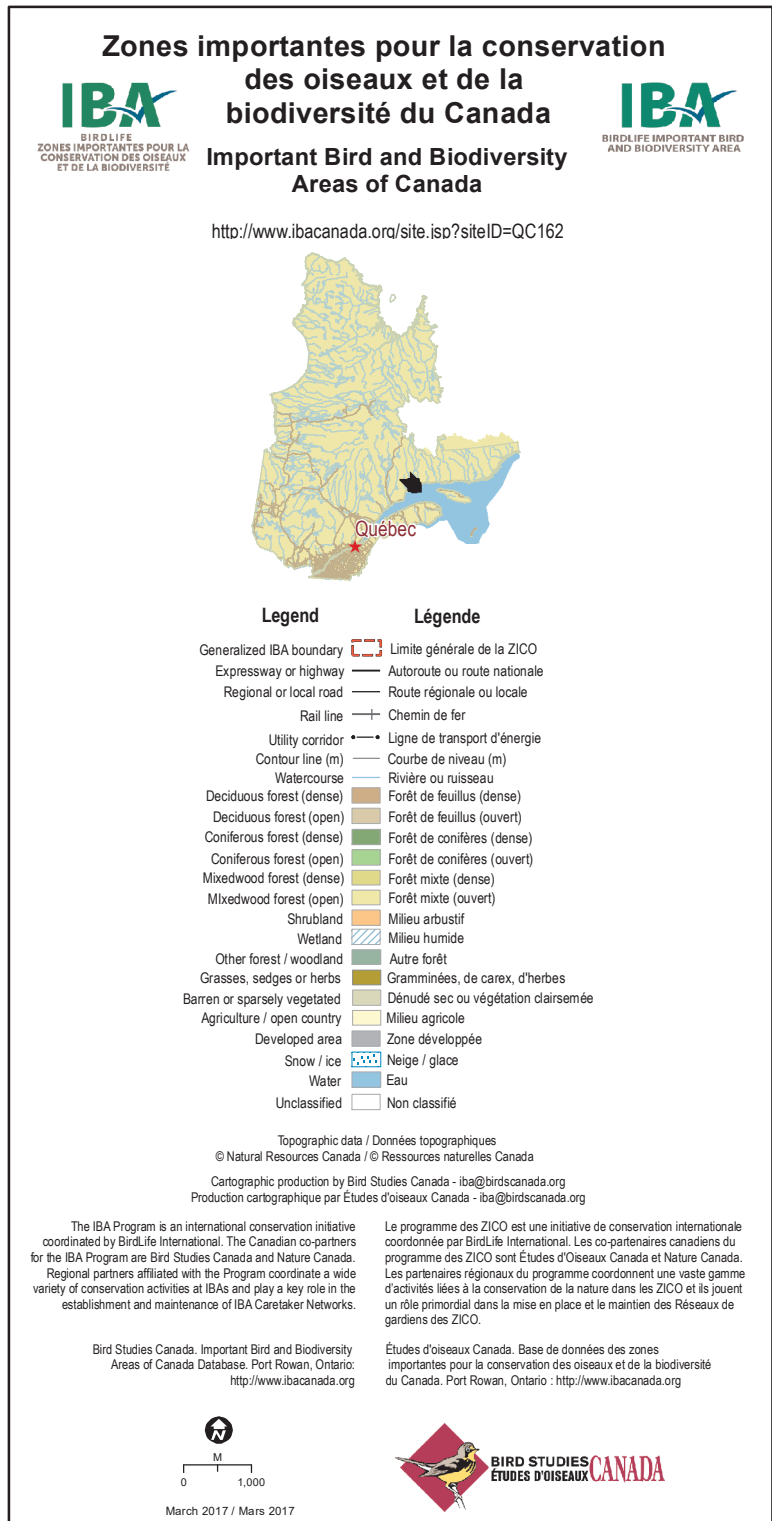 Zones importantes pour la conservation
des oiseaux et de la
biodiversité du Canada
IBA
BIRDLIFE
ZONES IMPORTANTES POUR LA
CONSERVATION DES OISEAUX
ET DE LA BIODIVERSITÉ
IBA
BIRDLIFE IMPORTANT BIRD
AND BIODIVERSITY AREA
Important Bird and Biodiversity
Areas of Canada
http://www.ibacanada.org/site.jsp?siteID=QC162
Québec
Legend Légende
Generalized IBA boundary Limite générale de la ZICO
Expressway or highway Autoroute ou route nationale
Regional or local road Route régionale ou locale
Rail line Chemin de fer
Utility corridor Ligne de transport d'énergie
Contour line (m) Courbe de niveau (m)
Watercourse Rivière ou ruisseau
Deciduous forest (dense) Forêt de feuillus (dense)
Deciduous forest (open) Forêt de feuillus (ouvert)
Coniferous forest (dense) Forêt de conifères (dense)
Coniferous forest (open) Forêt de conifères (ouvert)
Mixedwood forest (dense) Forêt mixte (dense)
MIxedwood forest (open) Forêt mixte (ouvert)
Shrubland Milieu arbustif
Wetland Milieu humide
Other forest / woodland Autre forêt
Grasses, sedges or herbs Gramminées, de carex, d'herbes
Barren or sparsely vegetated Dénudé sec ou végétation clairsemée
Agriculture / open country Milieu agricole
Developed area Zone développée
Snow / ice Neige / glace
Water Eau
Unclassified Non classifié
Topographic data / Données topographiques
© Natural Resources Canada / © Ressources naturelles Canada
Cartographic production by Bird Studies Canada - iba@birdscanada.org
Production cartographique par Études d'oiseaux Canada - iba@birdscanada.org
The IBA Program is an international conservation initiative
coordinated by BirdLife International. The Canadian co-partners
for the IBA Program are Bird Studies Canada and Nature Canada.
Regional partners affiliated with the Program coordinate a wide
variety of conservation activities at IBAs and play a key role in the
establishment and maintenance of IBA Caretaker Networks.
Le programme des ZICO est une initiative de conservation internationale
coordonnée par BirdLife International. Les co-partenaires canadiens du
programme des ZICO sont Études d'Oiseaux Canada et Nature Canada.
Les partenaires régionaux du programme coordonnent une vaste gamme
d'activités liées à la conservation de la nature dans les ZICO et ils jouent
un rôle primordial dans la mise en place et le maintien des Réseaux de
gardiens des ZICO.
Bird Studies Canada. Important Bird and Biodiversity
Areas of Canada Database. Port Rowan, Ontario:
http://www.ibacanada.org
Études d'oiseaux Canada. Base de données des zones
importantes pour la conservation des oiseaux et de la biodiversité
du Canada. Port Rowan, Ontario : http://www.ibacanada.org
N
M
0 1,000
March 2017 / Mars 2017
BIRD STUDIES
ÉTUDES D'OISEAUX
CANADA